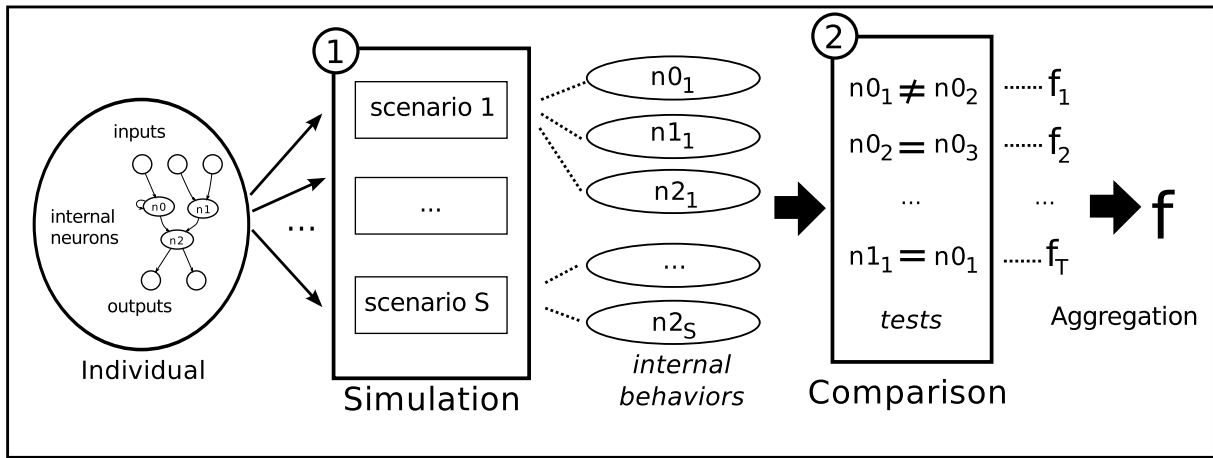 inputs
internal
neurons
n0
n1
n2
outputs
Individual
...
1
scenario 1
...
scenario S
Simulation
n0₁
n1₁
n2₁
...
n2ₛ
internal
behaviors
2
n0₁ ≠ n0₂ ...... f₁
n0₂ = n0₃ ...... f₂
... ...
n1₁ = n0₁ ...... f_T
tests
Comparison
f
Aggregation